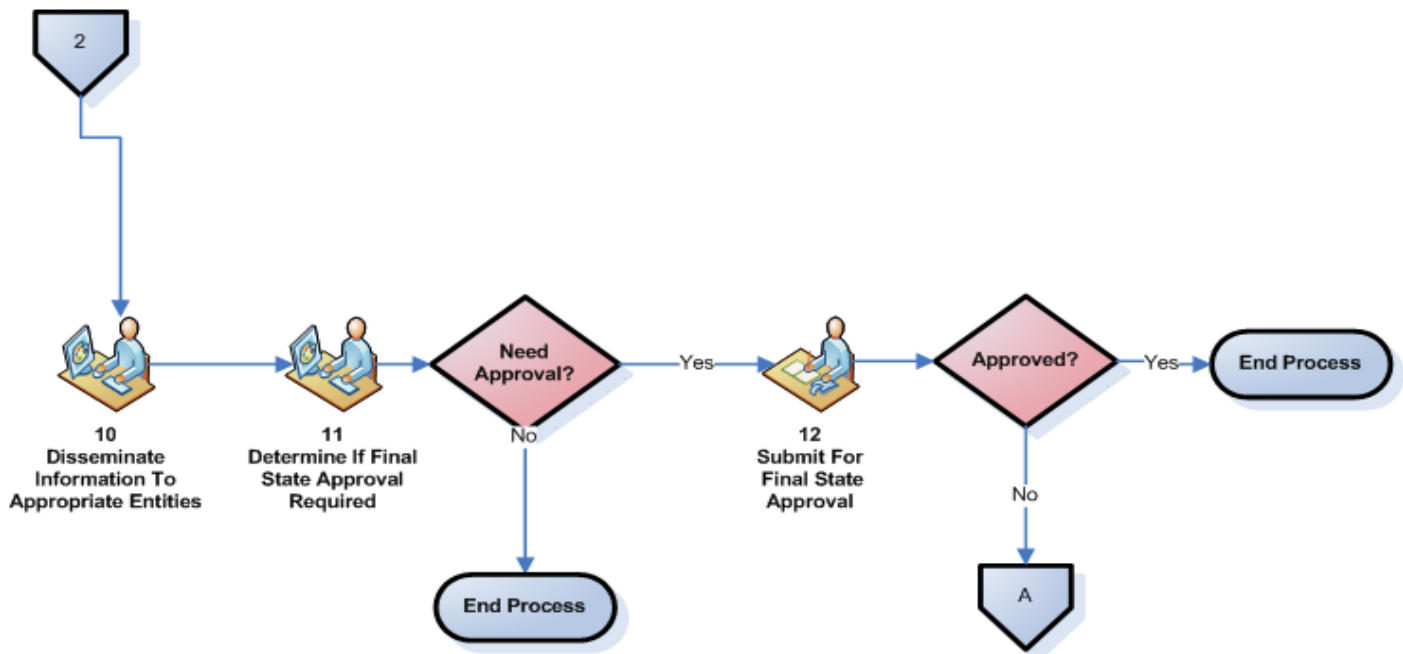 2
Need
Approval?
Yes
Approved?
Yes
End Process
10
Disseminate
Information To
Appropriate Entities
11
Determine If Final
State Approval
Required
No
12
Submit For
Final State
Approval
No
End Process
A